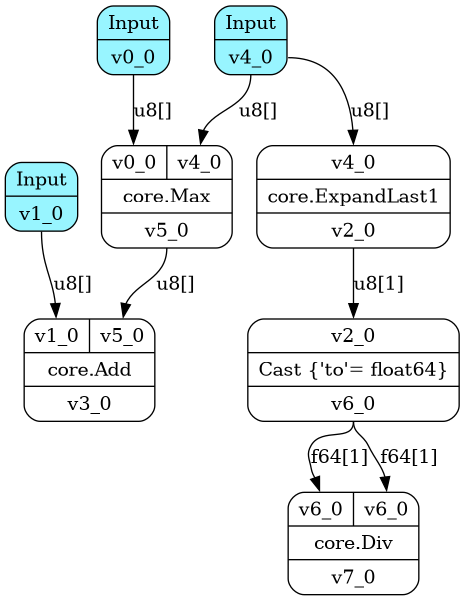 Input
v0_0
Input
v4_0
u8[]
u8[]
u8[]
v0_0 v4_0
core.Max
v5_0
v4_0
core.ExpandLast1
v2_0
Input
v1_0
u8[]
u8[]
u8[1]
v1_0 v5_0
core.Add
v3_0
v2_0
Cast {'to'= float64}
v6_0
f64[1]
f64[1]
v6_0 v6_0
core.Div
v7_0